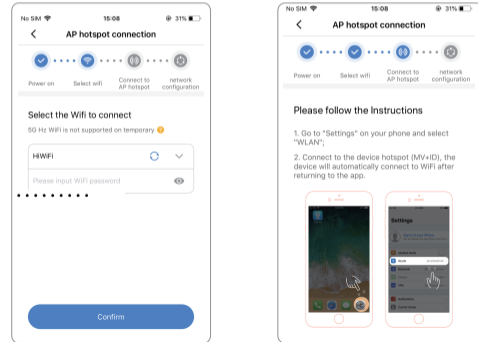 No SIM 15:08 31%
AP hotspot connection
Power on
Select wifi
Connect to
AP hotspot
network
configuration
Select the Wifi to connect
5G Hz WiFi is not supported on temporary
HiWiFi
Please input WiFi password
Confirm
No SIM 15:08 31%
AP hotspot connection
Power on
Select wifi
Connect to
AP hotspot
network
configuration
Please follow the Instructions
1. Go to "Settings" on your phone and select
"WLAN";
2. Connect to the device hotspot (MV+ID), the
device will automatically connect to WiFi after
returning to the app.
Settings